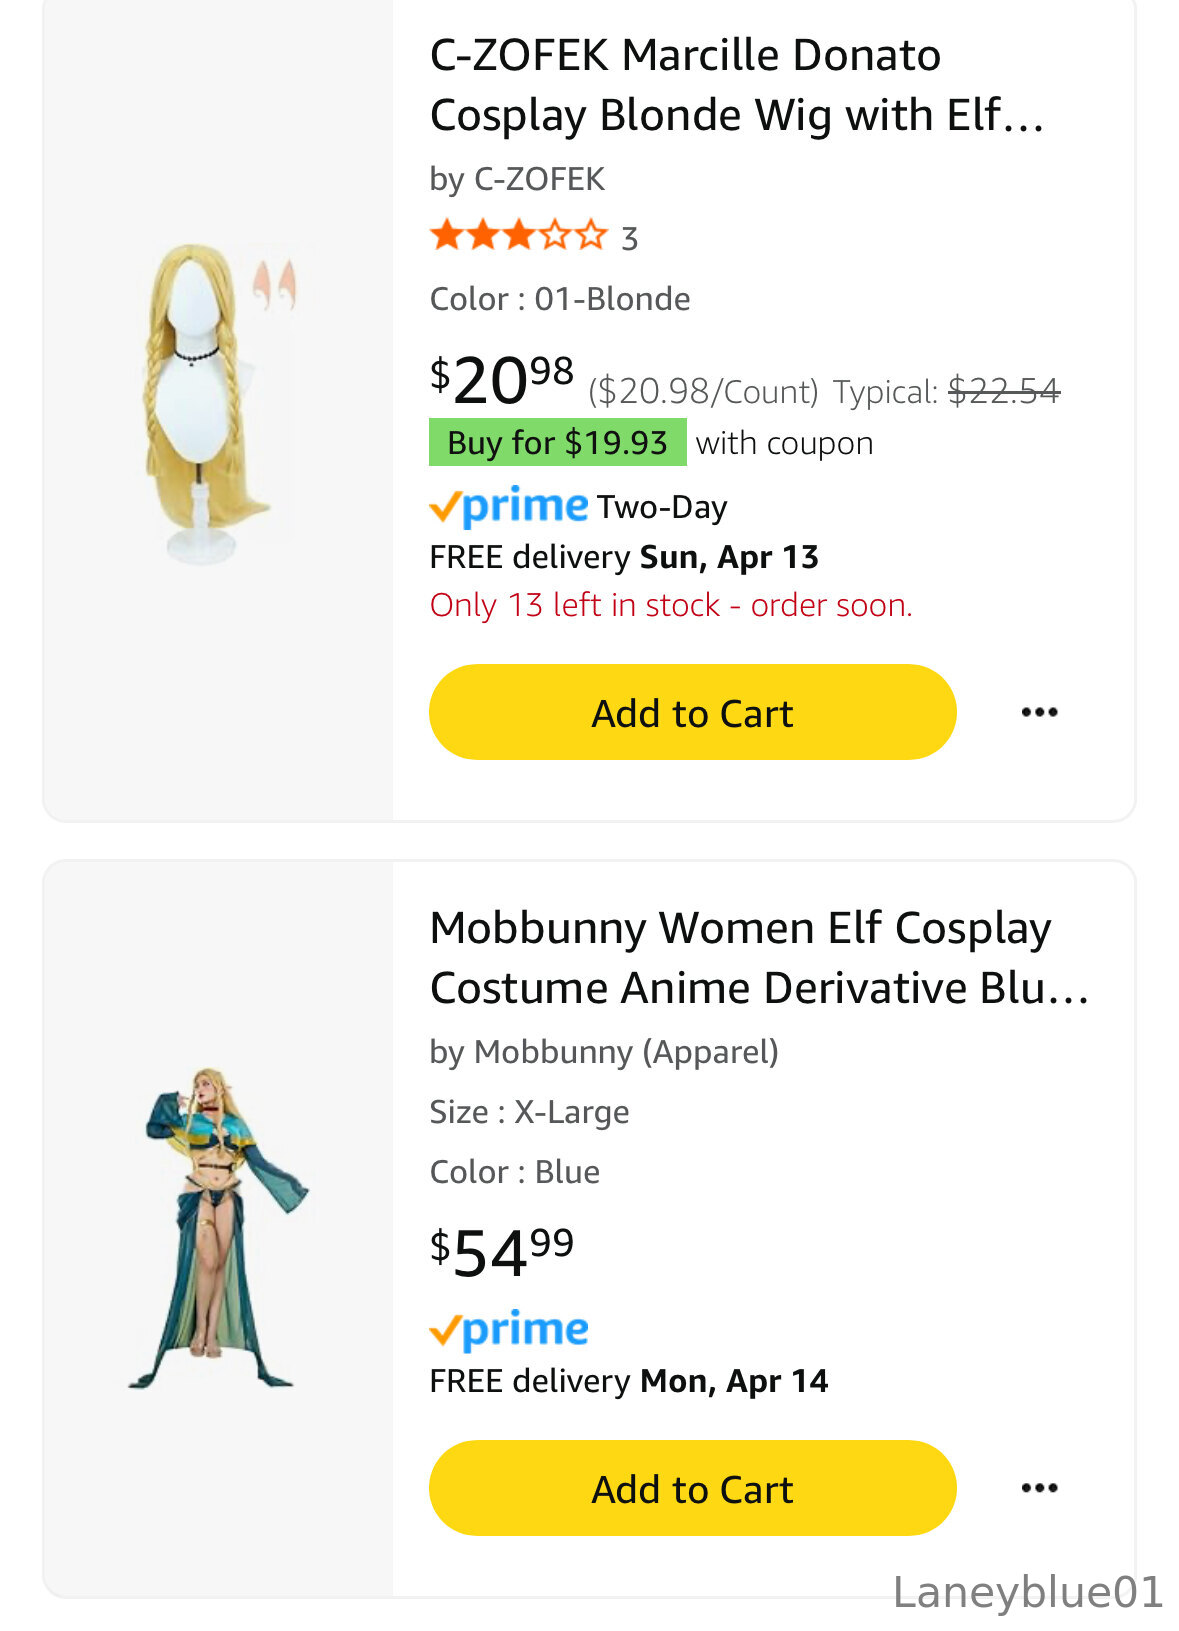 C-ZOFEK Marcille Donato
Cosplay Blonde Wig with Elf...
by C-ZOFEK
3
Color : 01-Blonde
$20.98 ($20.98/Count) Typical: $22.54
Buy for $19.93 with coupon
prime Two-Day
FREE delivery Sun, Apr 13
Only 13 left in stock - order soon.
Add to Cart
Mobbunny Women Elf Cosplay
Costume Anime Derivative Blu...
by Mobbunny (Apparel)
Size : X-Large
Color : Blue
$54.99
prime
FREE delivery Mon, Apr 14
Add to Cart
Laneyblue01